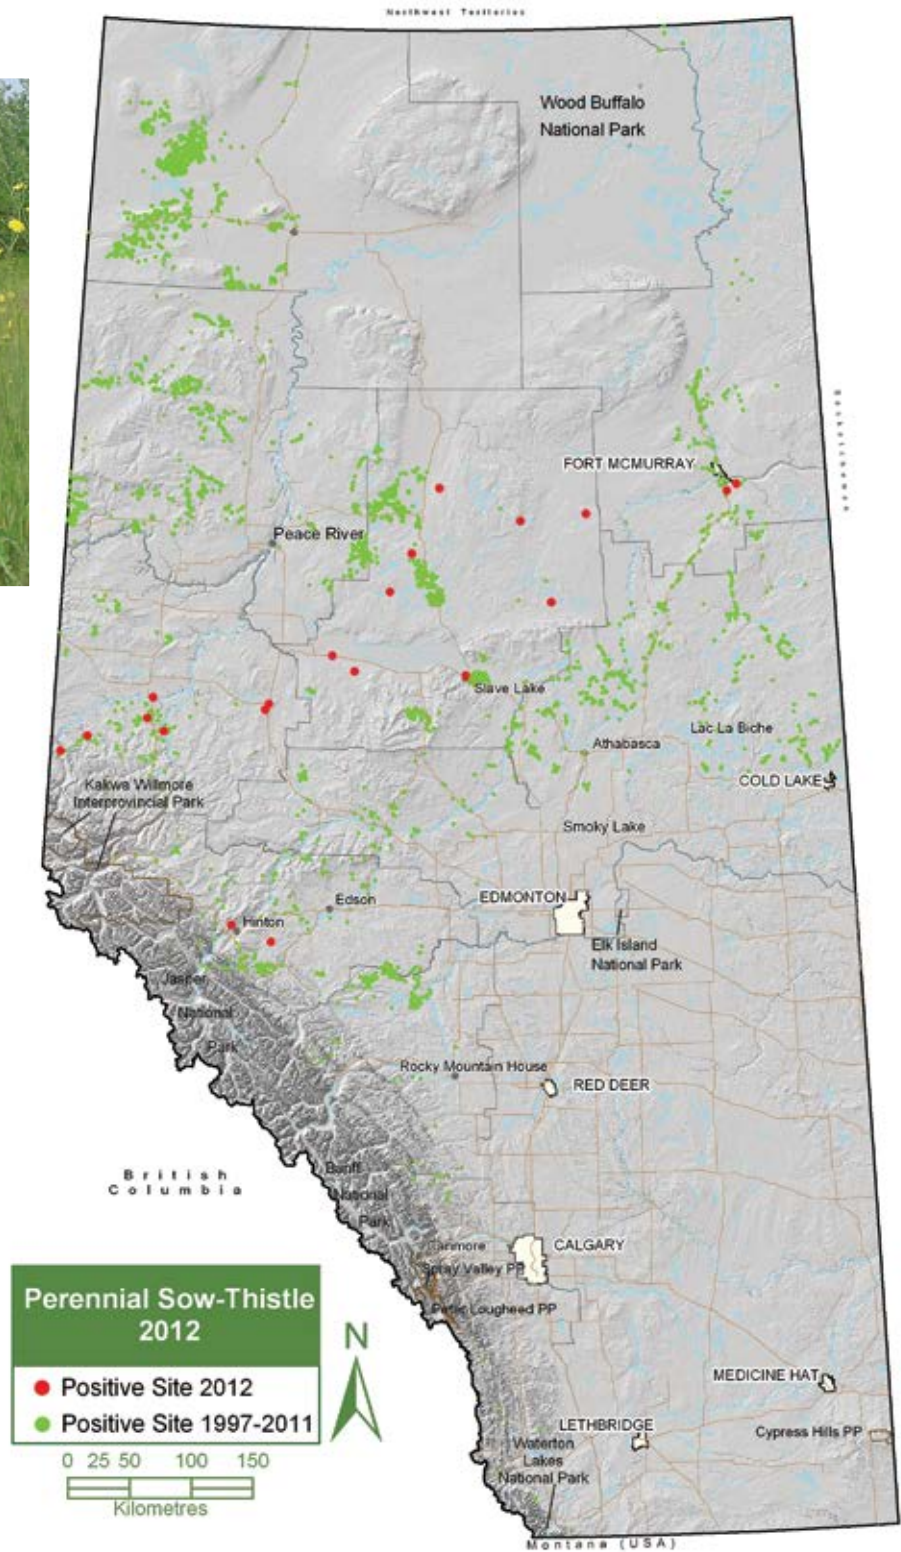 Northwest Territories
Wood Buffalo
National Park
Saskatchewan
FORT MCMURRAY
Peace River
Slave Lake
Lac La Biche
Athabasca
Kakwa Willmore
Interprovincial Park
COLD LAKE
Smoky Lake
EDMONTON
Edson
Hinton
Elk Island
National Park
Jasper
National
Park
Rocky Mountain House
RED DEER
British
Columbia
Banff
National
Park
Canmore
CALGARY
Spray Valley PP
Peter Lougheed PP
Perennial Sow-Thistle
2012
N
Positive Site 2012
Positive Site 1997-2011
0 25 50 100 150
Kilometres
MEDICINE HAT
LETHBRIDGE
Cypress Hills PP
Waterton
Lakes
National Park
Montana (USA)